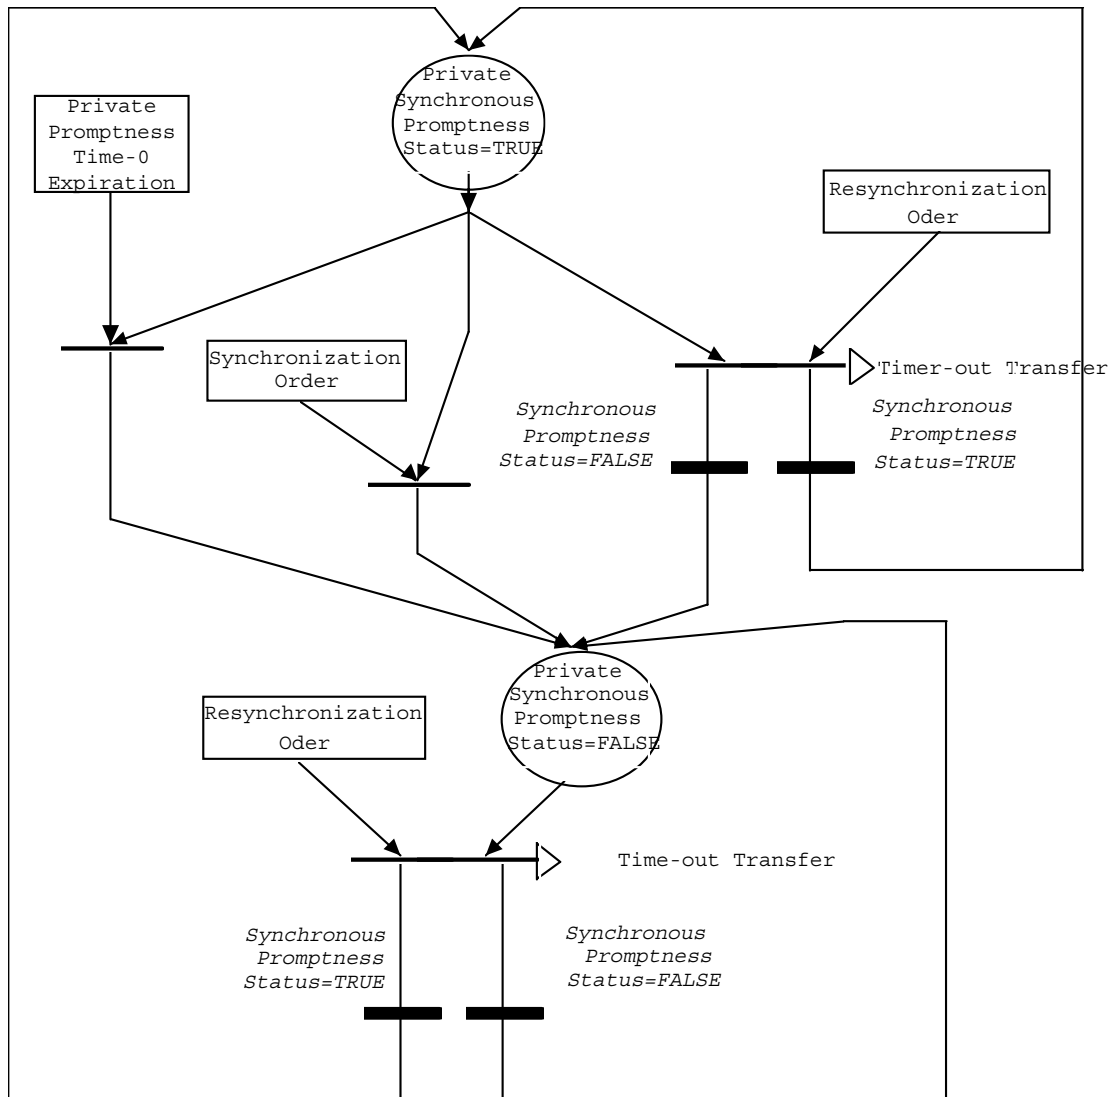 Private
Synchronous
Promptness
Status=TRUE
Private
Promptness
Time-0
Expiration
Resynchronization
Oder
Synchronization
Order
Timer-out Transfer
Synchronous
Promptness
Status=FALSE
Synchronous
Promptness
Status=TRUE
Private
Synchronous
Promptness
Status=FALSE
Resynchronization
Oder
Time-out Transfer
Synchronous
Promptness
Status=TRUE
Synchronous
Promptness
Status=FALSE